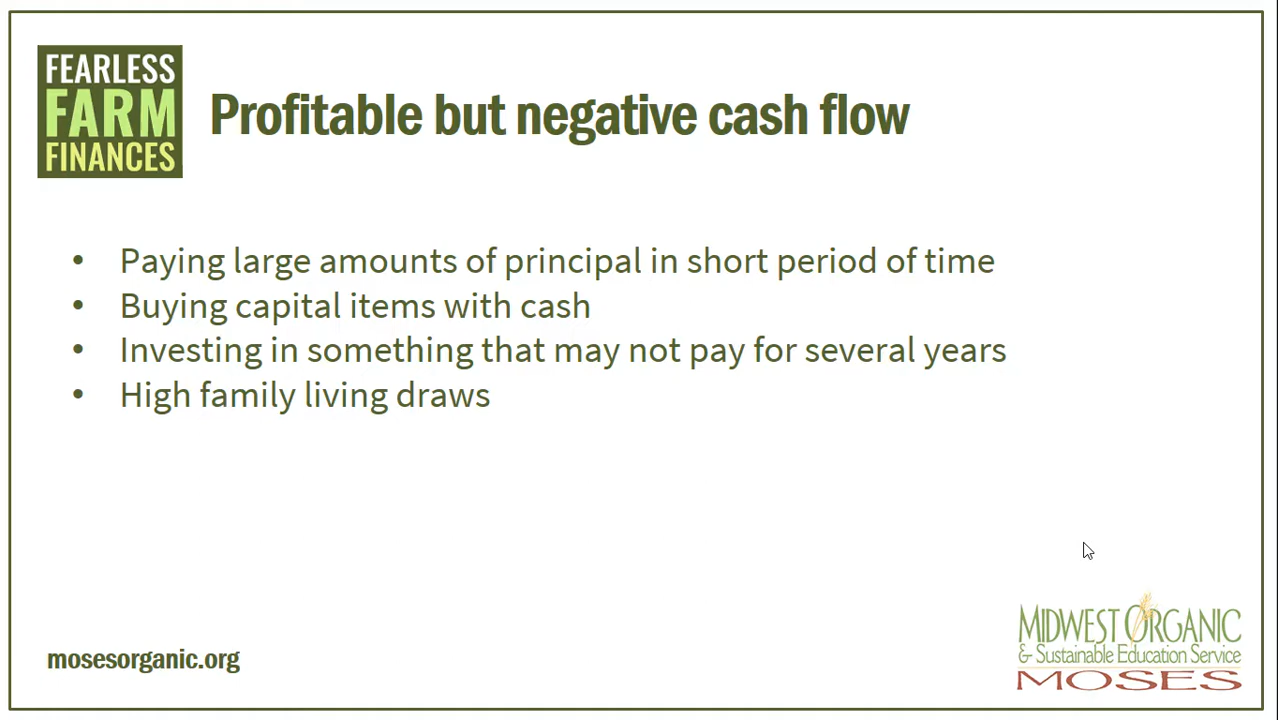 FEARLESS
FARM
FINANCES
Profitable but negative cash flow
• Paying large amounts of principal in short period of time
• Buying capital items with cash
• Investing in something that may not pay for several years
• High family living draws
mosesorganic.org
MIDWEST ORGANIC
& Sustainable Education Service
MOSES